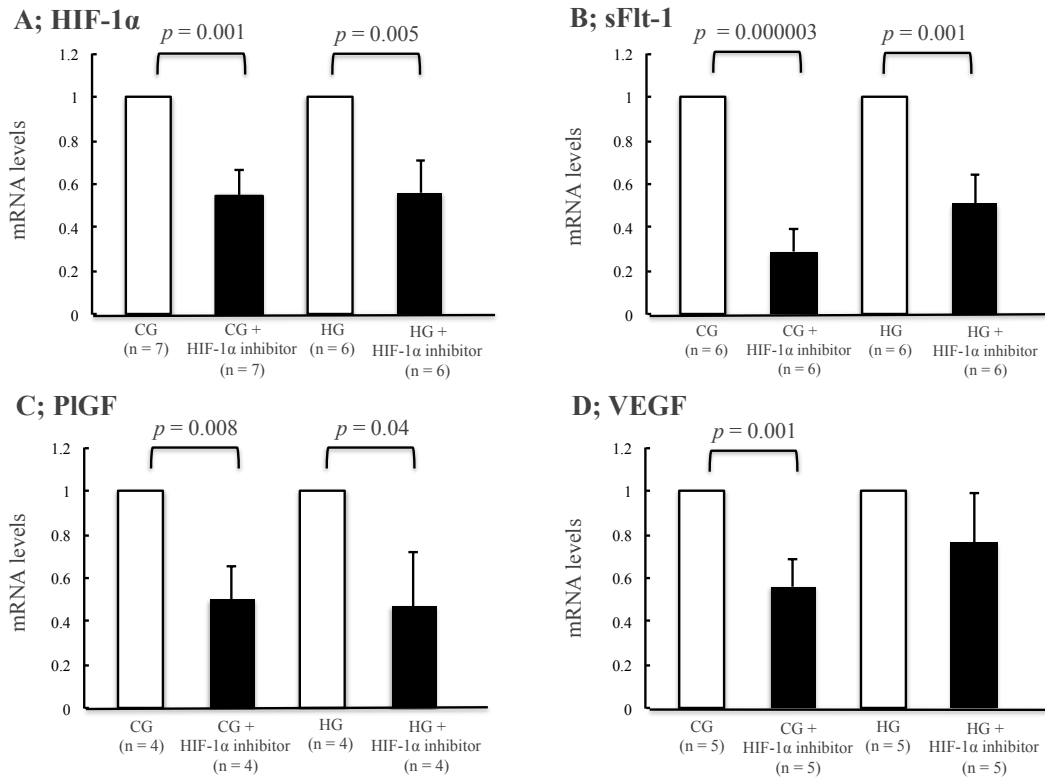 A; HIF-1α
p = 0.001
p = 0.005
mRNA levels
1.2
1
0.8
0.6
0.4
0.2
0
CG
(n = 7)
CG +
HIF-1α inhibitor
(n = 7)
HG
(n = 6)
HG +
HIF-1α inhibitor
(n = 6)
B; sFlt-1
p = 0.000003
p = 0.001
mRNA levels
1.2
1
0.8
0.6
0.4
0.2
0
CG
(n = 6)
CG +
HIF-1α inhibitor
(n = 6)
HG
(n = 6)
HG +
HIF-1α inhibitor
(n = 6)
C; PlGF
p = 0.008
p = 0.04
mRNA levels
1.2
1
0.8
0.6
0.4
0.2
0
CG
(n = 4)
CG +
HIF-1α inhibitor
(n = 4)
HG
(n = 4)
HG +
HIF-1α inhibitor
(n = 4)
D; VEGF
p = 0.001
mRNA levels
1.2
1
0.8
0.6
0.4
0.2
0
CG
(n = 5)
CG +
HIF-1α inhibitor
(n = 5)
HG
(n = 5)
HG +
HIF-1α inhibitor
(n = 5)